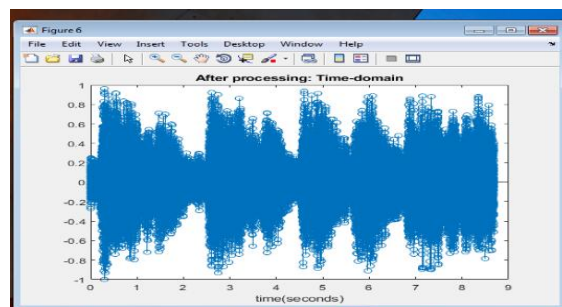 Figure 6
File Edit View Insert Tools Desktop Window Help
After processing: Time-domain
1
0.8
0.6
0.4
0.2
0
-0.2
-0.4
-0.6
-0.8
-1
0 1 2 3 4 5 6 7 8 9
time(seconds)